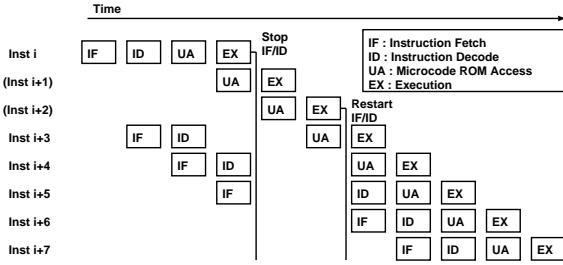 Time
Stop
IF/ID
IF : Instruction Fetch
ID : Instruction Decode
UA : Microcode ROM Access
EX : Execution
Inst i IF ID UA EX
(Inst i+1) UA EX
(Inst i+2) UA EX
Restart
IF/ID
Inst i+3 IF ID UA EX
Inst i+4 IF ID UA EX
Inst i+5 IF ID UA EX
Inst i+6 IF ID UA EX
Inst i+7 IF ID UA EX